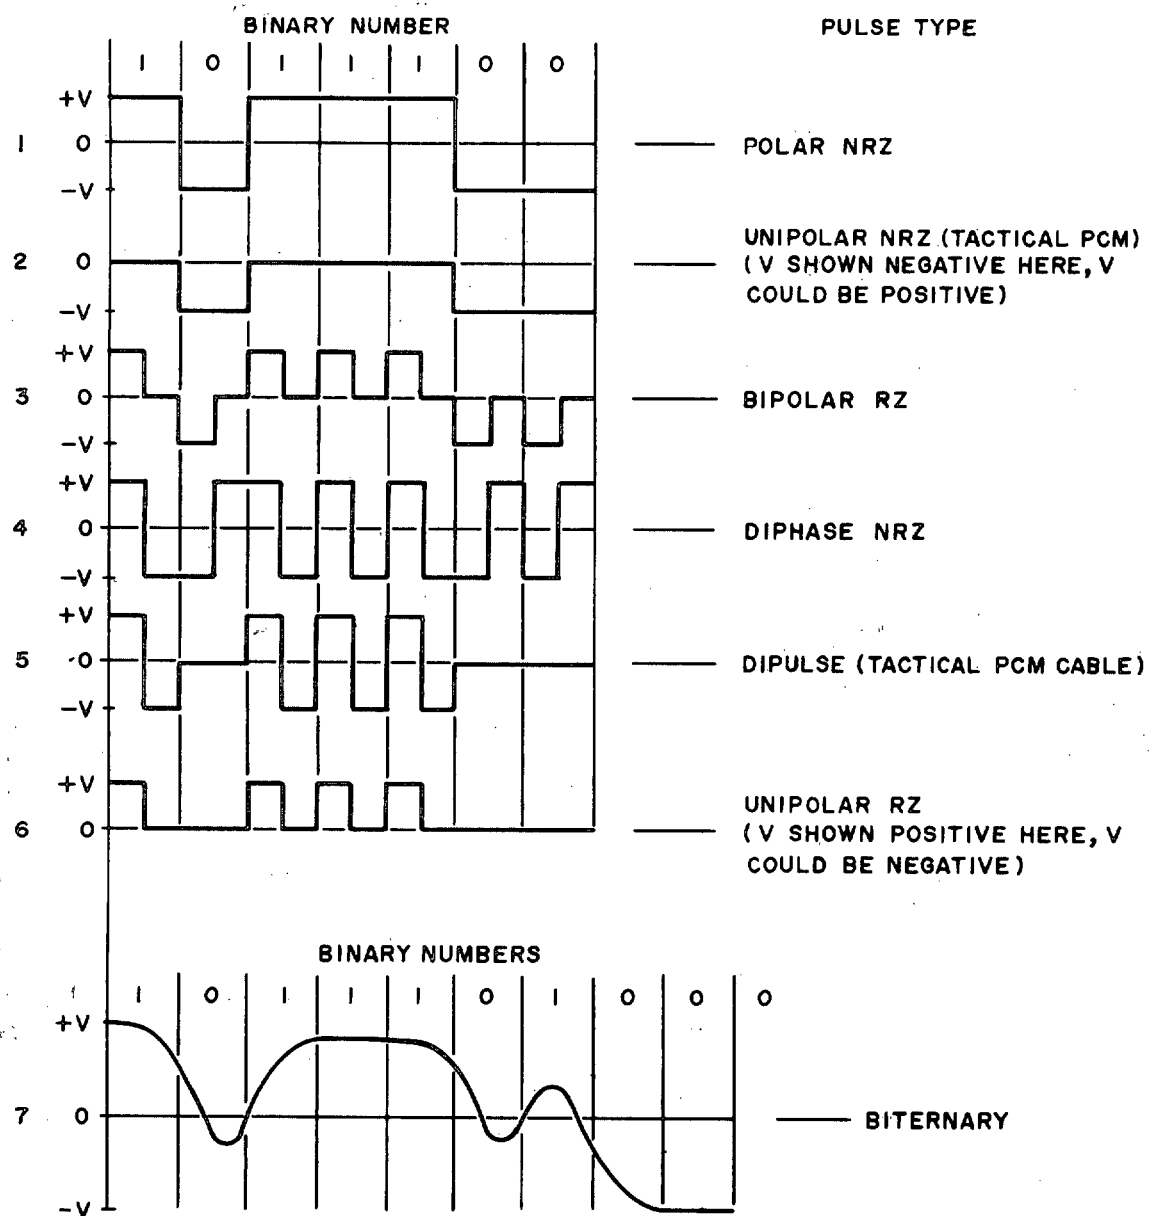 BINARY NUMBER
PULSE TYPE
1 0 1 1 1 0 0
+V
1 0 POLAR NRZ
-V
UNIPOLAR NRZ (TACTICAL PCM)
2 0 (V SHOWN NEGATIVE HERE, V
COULD BE POSITIVE)
-V
+V
3 0 BIPOLAR RZ
-V
+V
4 0 DIPHASE NRZ
-V
+V
5 0 DIPULSE (TACTICAL PCM CABLE)
-V
+V
UNIPOLAR RZ
6 0 (V SHOWN POSITIVE HERE, V
COULD BE NEGATIVE)
BINARY NUMBERS
1 0 1 1 1 0 1 0 0 0
+V
7 0 BITERNARY
-V